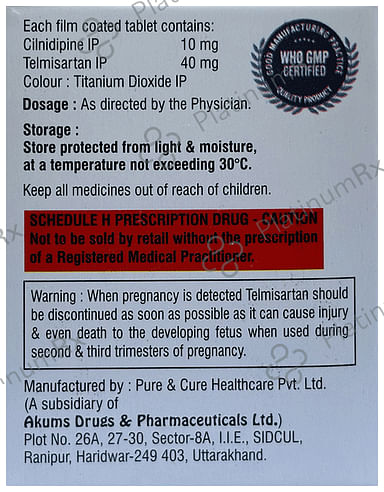 Each film coated tablet contains:
Cilnidipine IP 10 mg
Telmisartan IP 40 mg
Colour : Titanium Dioxide IP
GOOD MANUFACTURING PRACTICE
WHO GMP
CERTIFIED
QUALITY PRODUCT
Dosage : As directed by the Physician.
Storage :
Store protected from light & moisture,
at a temperature not exceeding 30°C.
Keep all medicines out of reach of children.
SCHEDULE H PRESCRIPTION DRUG - CAUTION
Not to be sold by retail without the prescription
of a Registered Medical Practitioner.
Warning : When pregnancy is detected Telmisartan should
be discontinued as soon as possible as it can cause injury
& even death to the developing fetus when used during
second & third trimesters of pregnancy.
Manufactured by : Pure & Cure Healthcare Pvt. Ltd.
(A subsidiary of
Akums Drugs & Pharmaceuticals Ltd.)
Plot No. 26A, 27-30, Sector-8A, I.I.E., SIDCUL,
Ranipur, Haridwar-249 403, Uttarakhand.
PlatinumRx